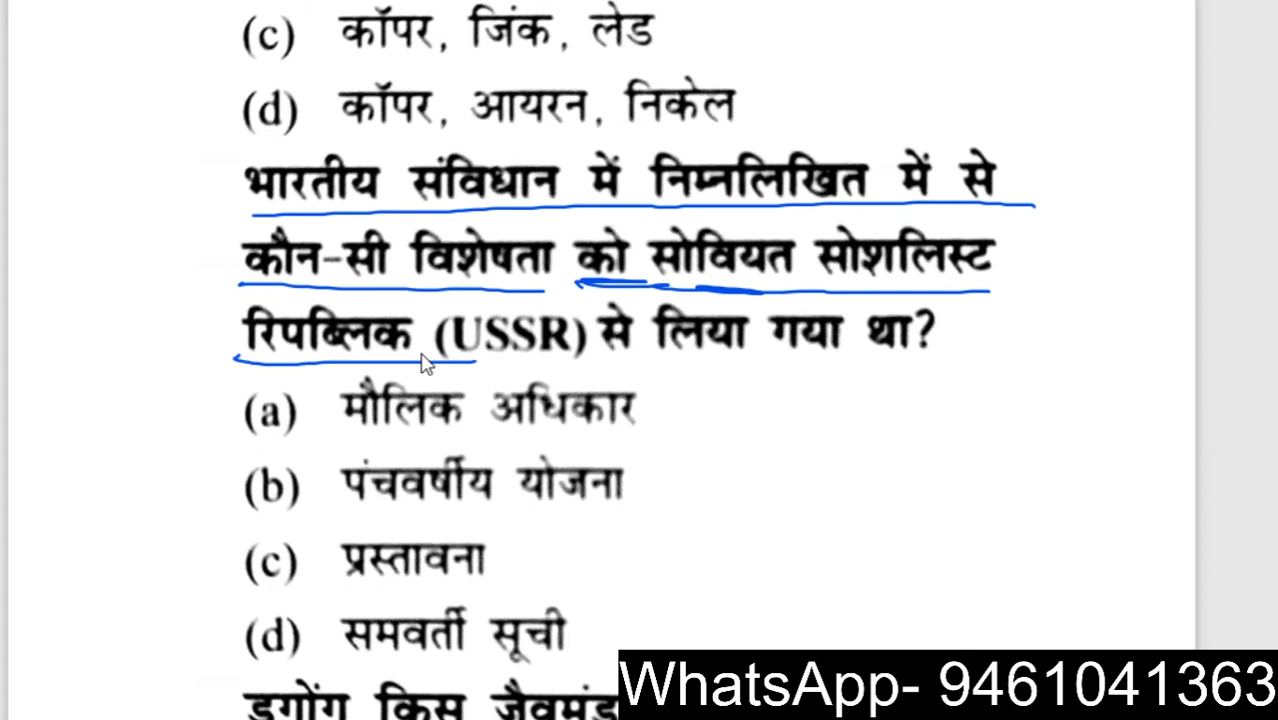 (c) कॉपर, जिंक, लेड
(d) कॉपर, आयरन, निकेल
भारतीय संविधान में निम्नलिखित में से
कौन-सी विशेषता को सोवियत सोशलिस्ट
रिपब्लिक (USSR) से लिया गया था?
(a) मौलिक अधिकार
(b) पंचवर्षीय योजना
(c) प्रस्तावना
(d) समवर्ती सूची
डुगोंग किस
WhatsApp- 9461041363